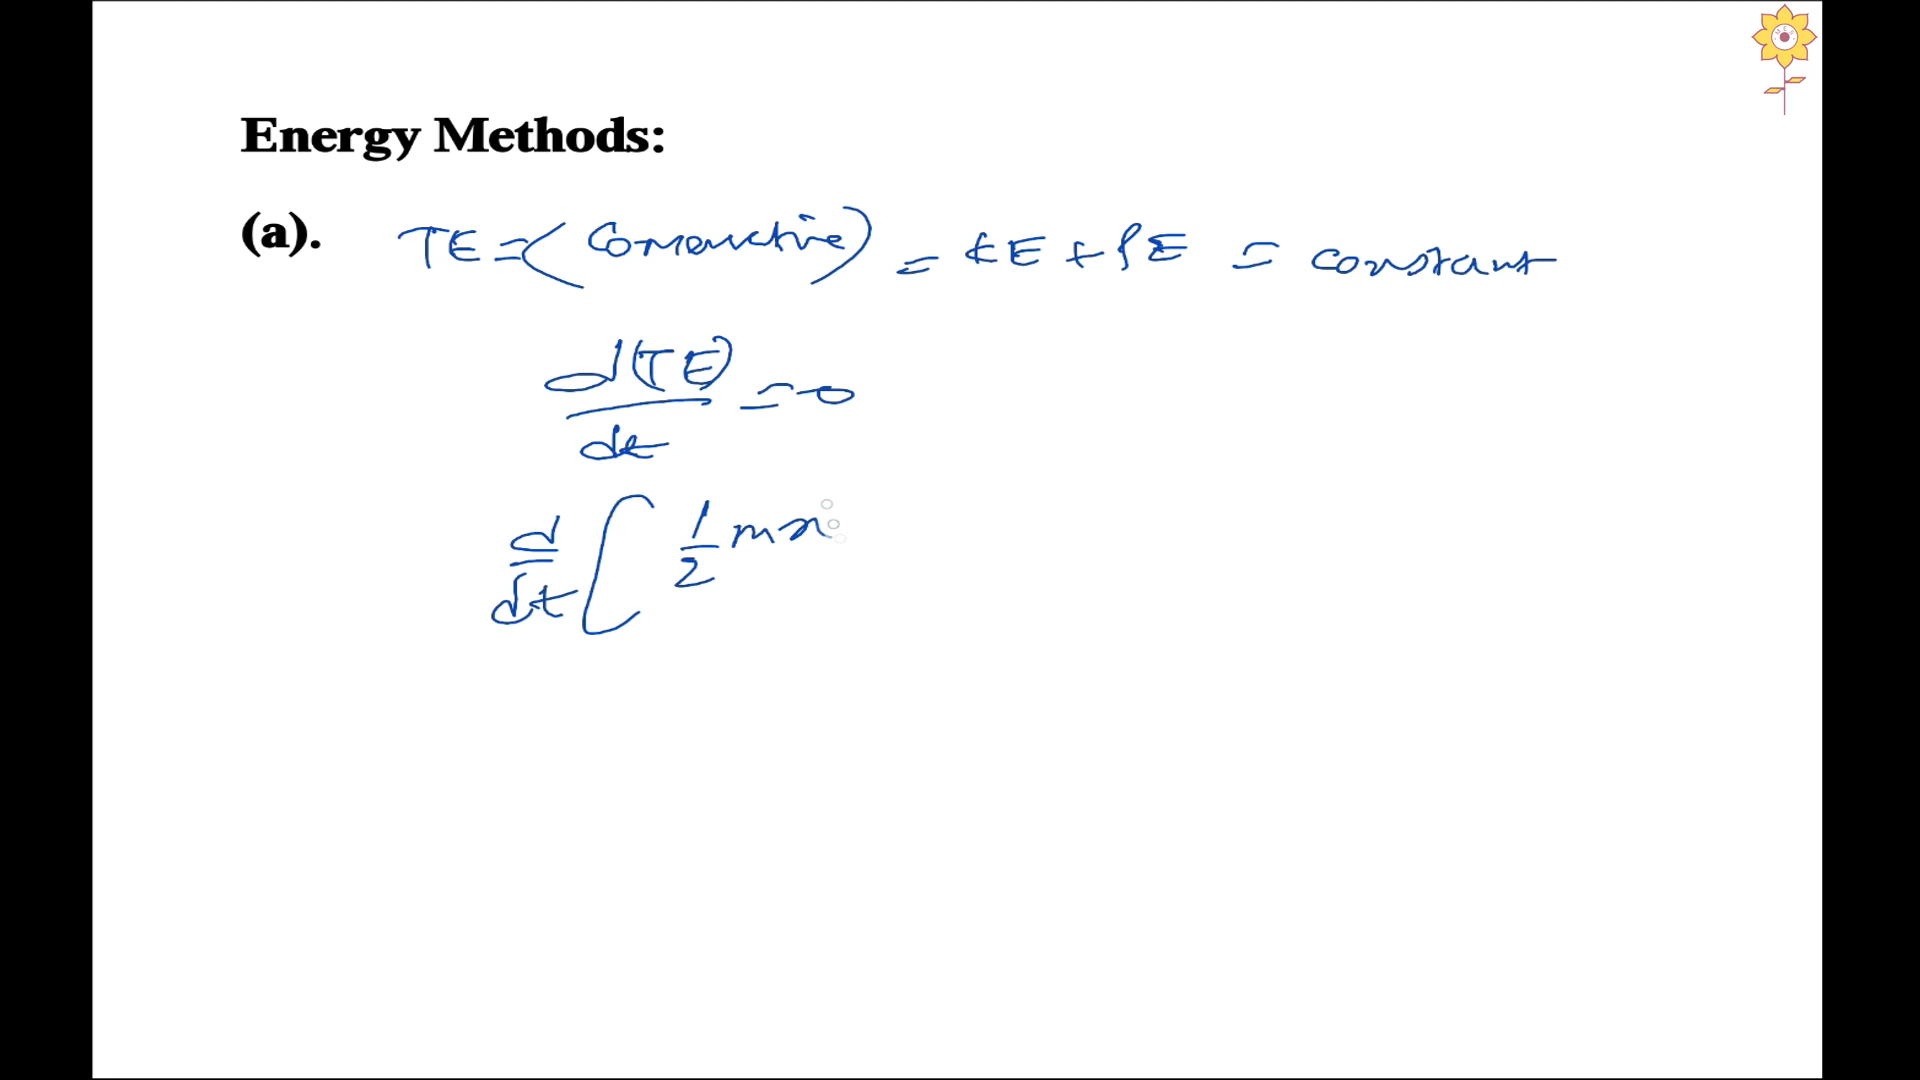 Energy Methods:
(a). TE = (Conservative) = KE + PE = constant
d(TE)/dt = 0
d/dt [ 1/2 mx